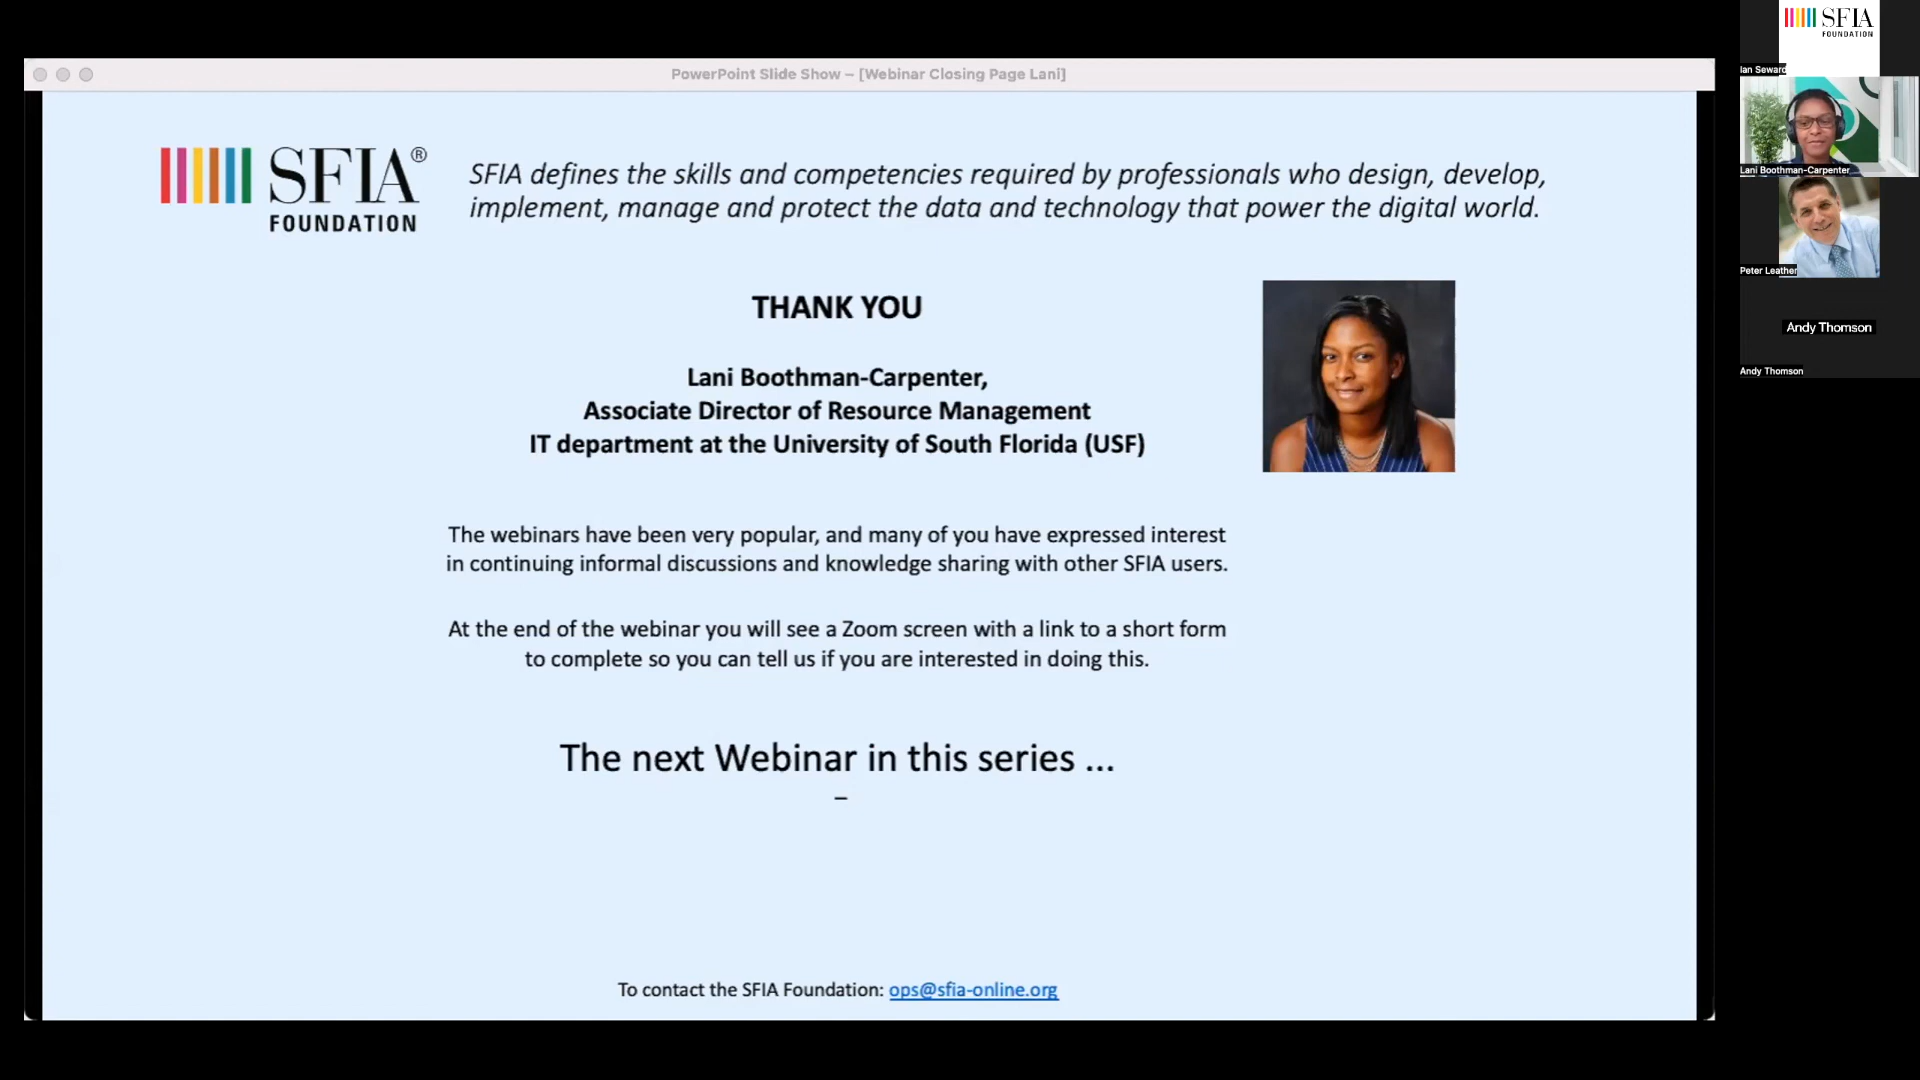 PowerPoint Slide Show – [Webinar Closing Page Lani]
SFIA®
FOUNDATION
SFIA defines the skills and competencies required by professionals who design, develop,
implement, manage and protect the data and technology that power the digital world.
THANK YOU
Lani Boothman-Carpenter,
Associate Director of Resource Management
IT department at the University of South Florida (USF)
The webinars have been very popular, and many of you have expressed interest
in continuing informal discussions and knowledge sharing with other SFIA users.
At the end of the webinar you will see a Zoom screen with a link to a short form
to complete so you can tell us if you are interested in doing this.
The next Webinar in this series ...
–
To contact the SFIA Foundation: ops@sfia-online.org
SFIA
FOUNDATION
Ian Seward
Lani Boothman-Carpenter
Peter Leather
Andy Thomson
Andy Thomson